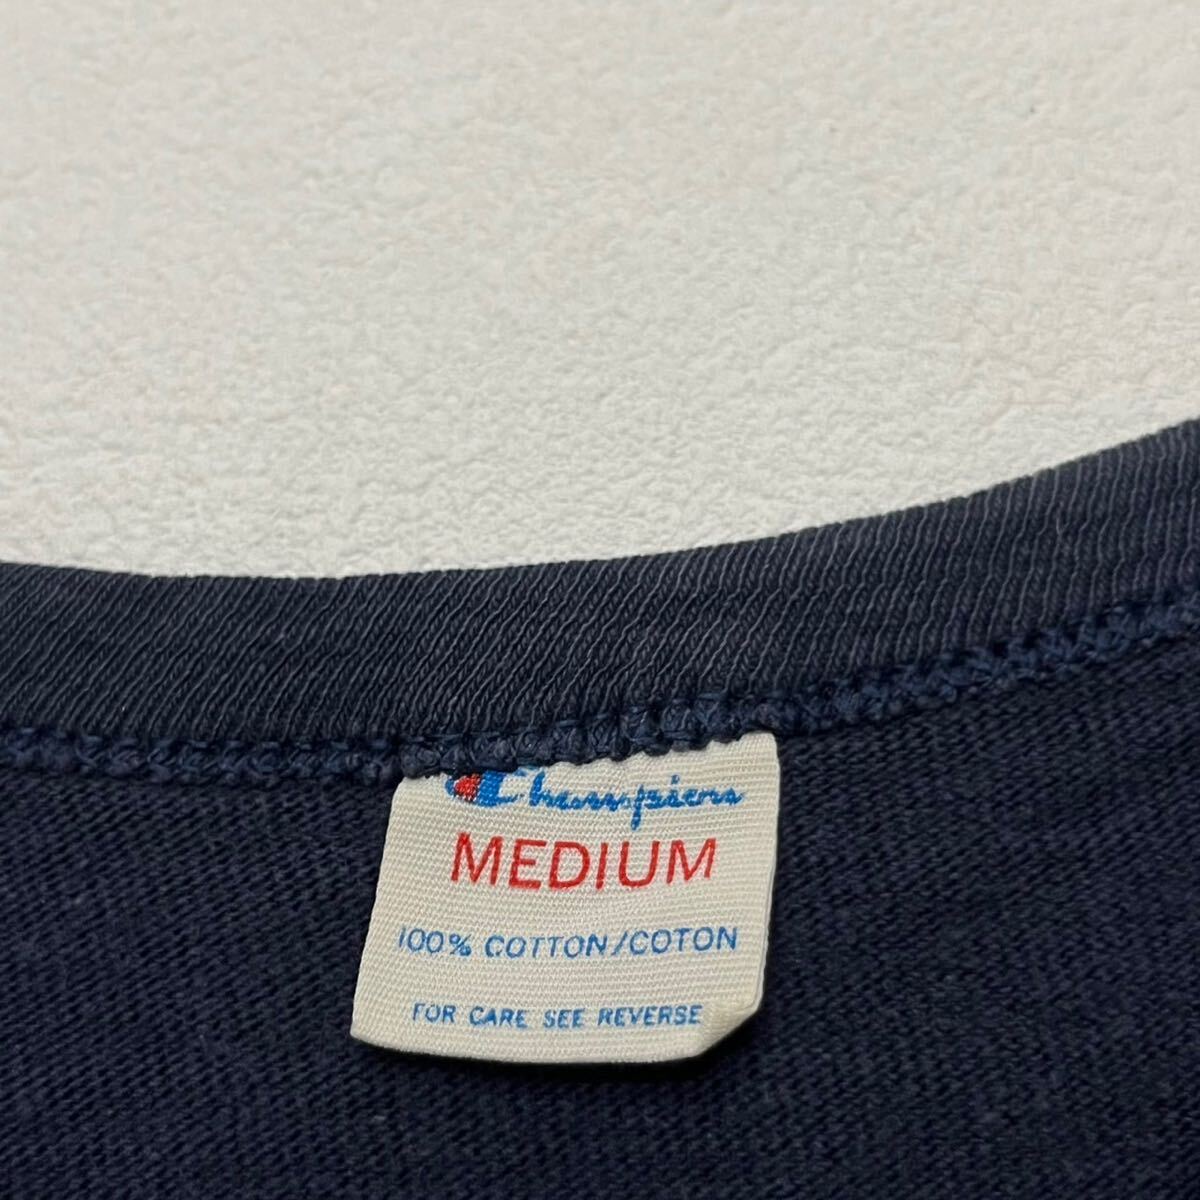 Champion
MEDIUM
100% COTTON/COTON
FOR CARE SEE REVERSE